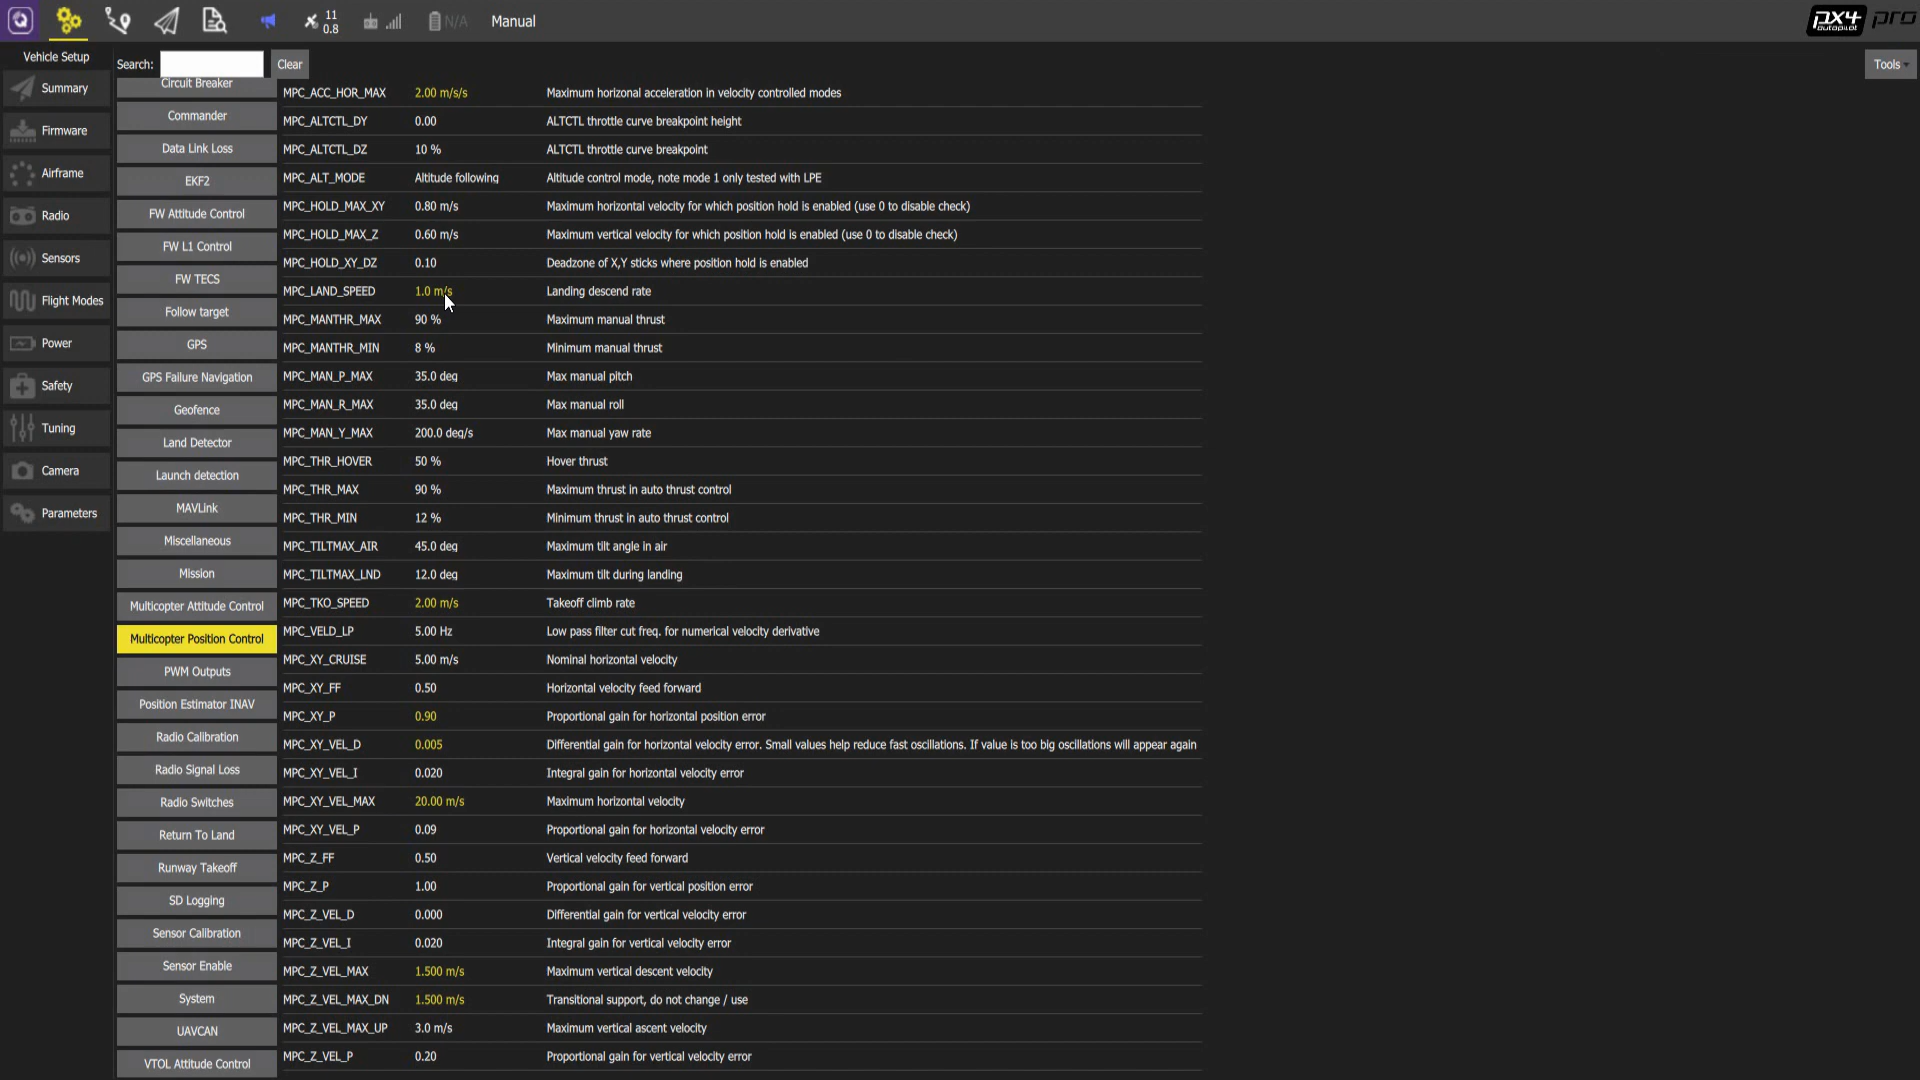 11
0.8
N/A
Manual
px4 pro
autopilot
Vehicle Setup
Summary
Firmware
Airframe
Radio
Sensors
Flight Modes
Power
Safety
Tuning
Camera
Parameters
Search:
Clear
Tools
Circuit Breaker
Commander
Data Link Loss
EKF2
FW Attitude Control
FW L1 Control
FW TECS
Follow target
GPS
GPS Failure Navigation
Geofence
Land Detector
Launch detection
MAVLink
Miscellaneous
Mission
Multicopter Attitude Control
Multicopter Position Control
PWM Outputs
Position Estimator INAV
Radio Calibration
Radio Signal Loss
Radio Switches
Return To Land
Runway Takeoff
SD Logging
Sensor Calibration
Sensor Enable
System
UAVCAN
VTOL Attitude Control
MPC_ACC_HOR_MAX 2.00 m/s/s Maximum horizonal acceleration in velocity controlled modes
MPC_ALTCTL_DY 0.00 ALTCTL throttle curve breakpoint height
MPC_ALTCTL_DZ 10 % ALTCTL throttle curve breakpoint
MPC_ALT_MODE Altitude following Altitude control mode, note mode 1 only tested with LPE
MPC_HOLD_MAX_XY 0.80 m/s Maximum horizontal velocity for which position hold is enabled (use 0 to disable check)
MPC_HOLD_MAX_Z 0.60 m/s Maximum vertical velocity for which position hold is enabled (use 0 to disable check)
MPC_HOLD_XY_DZ 0.10 Deadzone of X,Y sticks where position hold is enabled
MPC_LAND_SPEED 1.0 m/s Landing descend rate
MPC_MANTHR_MAX 90 % Maximum manual thrust
MPC_MANTHR_MIN 8 % Minimum manual thrust
MPC_MAN_P_MAX 35.0 deg Max manual pitch
MPC_MAN_R_MAX 35.0 deg Max manual roll
MPC_MAN_Y_MAX 200.0 deg/s Max manual yaw rate
MPC_THR_HOVER 50 % Hover thrust
MPC_THR_MAX 90 % Maximum thrust in auto thrust control
MPC_THR_MIN 12 % Minimum thrust in auto thrust control
MPC_TILTMAX_AIR 45.0 deg Maximum tilt angle in air
MPC_TILTMAX_LND 12.0 deg Maximum tilt during landing
MPC_TKO_SPEED 2.00 m/s Takeoff climb rate
MPC_VELD_LP 5.00 Hz Low pass filter cut freq. for numerical velocity derivative
MPC_XY_CRUISE 5.00 m/s Nominal horizontal velocity
MPC_XY_FF 0.50 Horizontal velocity feed forward
MPC_XY_P 0.90 Proportional gain for horizontal position error
MPC_XY_VEL_D 0.005 Differential gain for horizontal velocity error. Small values help reduce fast oscillations. If value is too big oscillations will appear again
MPC_XY_VEL_I 0.020 Integral gain for horizontal velocity error
MPC_XY_VEL_MAX 20.00 m/s Maximum horizontal velocity
MPC_XY_VEL_P 0.09 Proportional gain for horizontal velocity error
MPC_Z_FF 0.50 Vertical velocity feed forward
MPC_Z_P 1.00 Proportional gain for vertical position error
MPC_Z_VEL_D 0.000 Differential gain for vertical velocity error
MPC_Z_VEL_I 0.020 Integral gain for vertical velocity error
MPC_Z_VEL_MAX 1.500 m/s Maximum vertical descent velocity
MPC_Z_VEL_MAX_DN 1.500 m/s Transitional support, do not change / use
MPC_Z_VEL_MAX_UP 3.0 m/s Maximum vertical ascent velocity
MPC_Z_VEL_P 0.20 Proportional gain for vertical velocity error